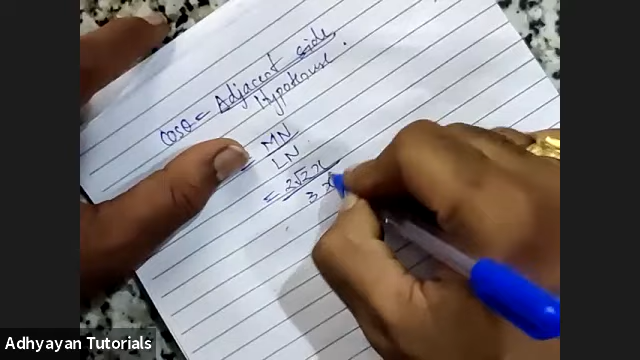 cosθ = Adjacent side
Hypotenuse.
= MN
LN
= 2√2x
3x
Adhyayan Tutorials